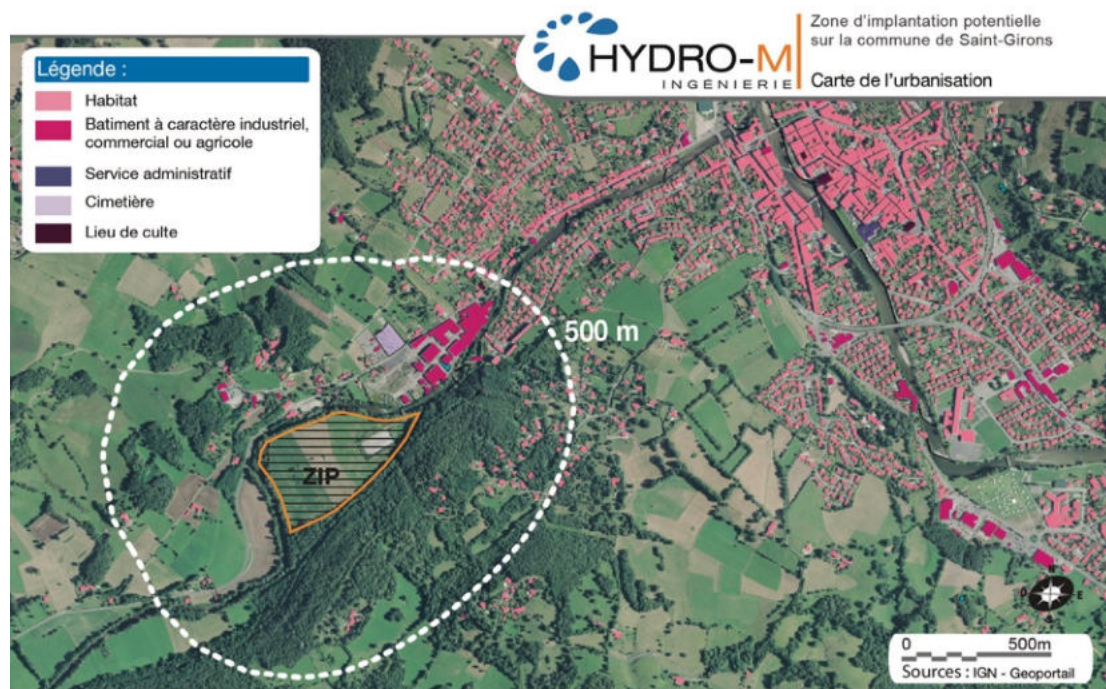 Zone d'implantation potentielle
sur la commune de Saint-Girons
HYDRO-M
INGÉNIERIE
Carte de l'urbanisation
Légende :
Habitat
Batiment à caractère industriel,
commercial ou agricole
Service administratif
Cimetière
Lieu de culte
500 m
ZIP
N
O
E
0 500m
Sources : IGN - Geoportail